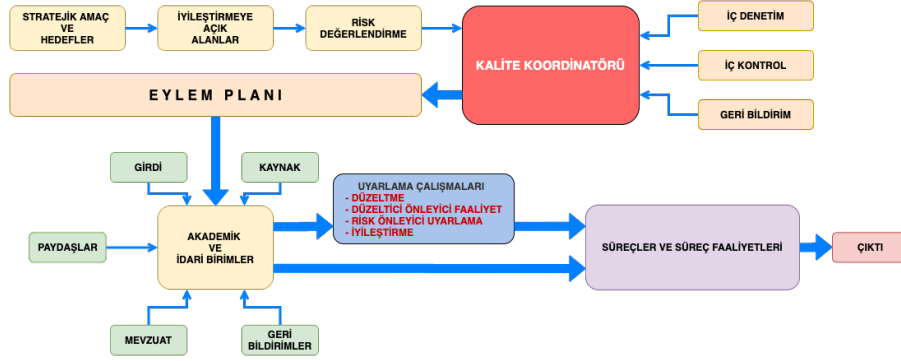 STRATEJİK AMAÇ
VE
HEDEFLER
İYİLEŞTİRMEYE
AÇIK
ALANLAR
RİSK
DEĞERLENDİRME
KALİTE KOORDİNATÖRÜ
İÇ DENETİM
İÇ KONTROL
GERİ BİLDİRİM
EYLEM PLANI
GİRDİ
KAYNAK
PAYDAŞLAR
AKADEMİK
VE
İDARİ BİRİMLER
MEVZUAT
GERİ
BİLDİRİMLER
UYARLAMA ÇALIŞMALARI
- DÜZELTME
- DÜZELTİCİ ÖNLEYİCİ FAALİYET
- RİSK ÖNLEYİCİ UYARLAMA
- İYİLEŞTİRME
SÜREÇLER VE SÜREÇ FAALİYETLERİ
ÇIKTI